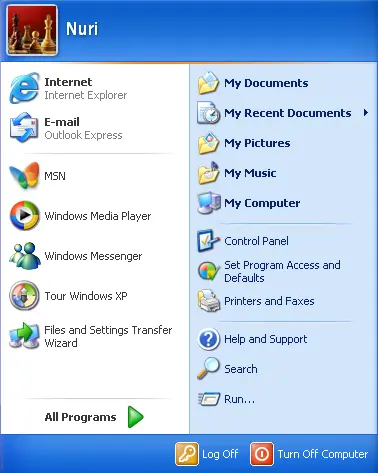 Nuri
Internet
Internet Explorer
E-mail
Outlook Express
MSN
Windows Media Player
Windows Messenger
Tour Windows XP
Files and Settings Transfer
Wizard
All Programs
My Documents
My Recent Documents
My Pictures
My Music
My Computer
Control Panel
Set Program Access and
Defaults
Printers and Faxes
Help and Support
Search
Run...
Log Off
Turn Off Computer